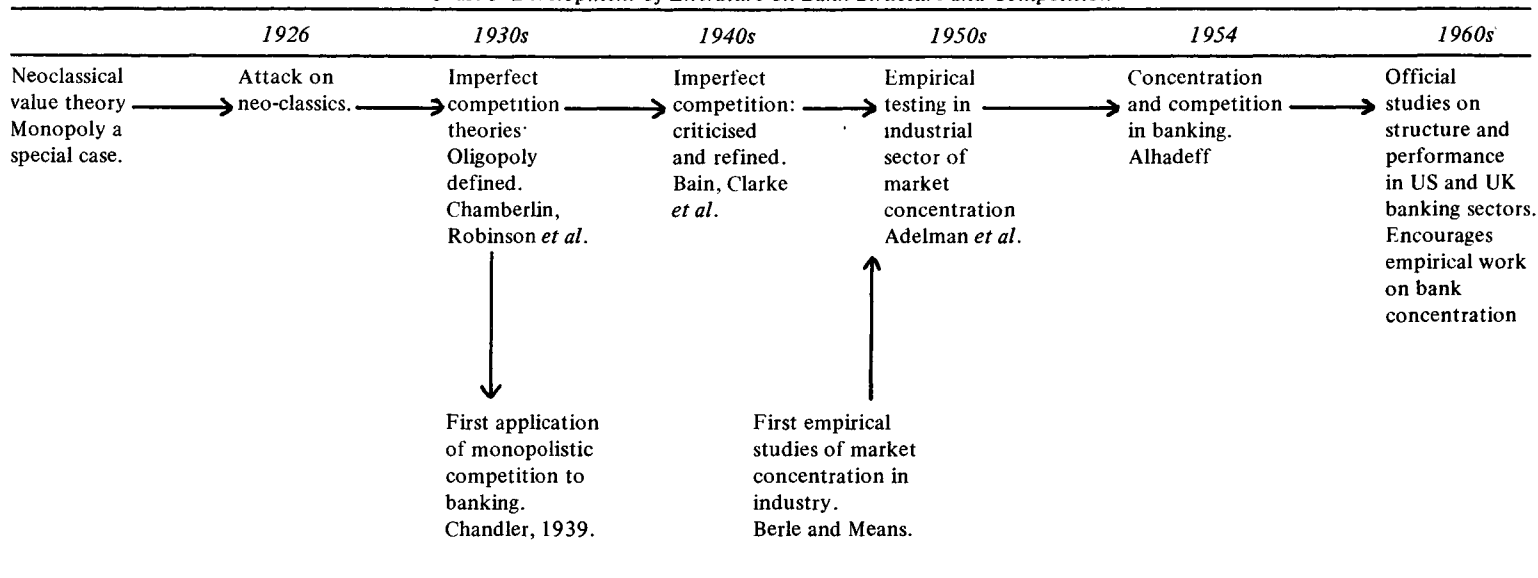 1926 1930s 1940s 1950s 1954 1960s
Neoclassical
value theory
Monopoly a
special case.
Attack on
neo-classics.
Imperfect
competition
theories
Oligopoly
defined.
Chamberlin,
Robinson et al.
Imperfect
competition:
criticised
and refined.
Bain, Clarke
et al.
Empirical
testing in
industrial
sector of
market
concentration
Adelman et al.
Concentration
and competition
in banking.
Alhadeff
Official
studies on
structure and
performance
in US and UK
banking sectors.
Encourages
empirical work
on bank
concentration
First application
of monopolistic
competition to
banking.
Chandler, 1939.
First empirical
studies of market
concentration in
industry.
Berle and Means.